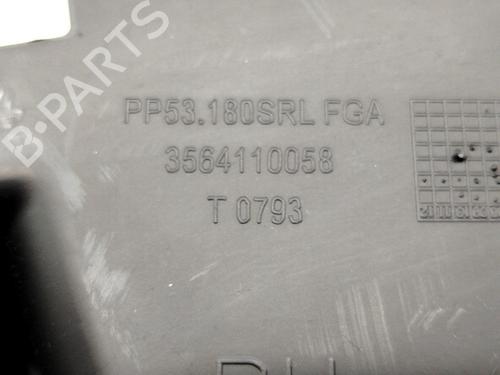 B-PARTS
PP53.180SRL FGA
3564110058
T 0793